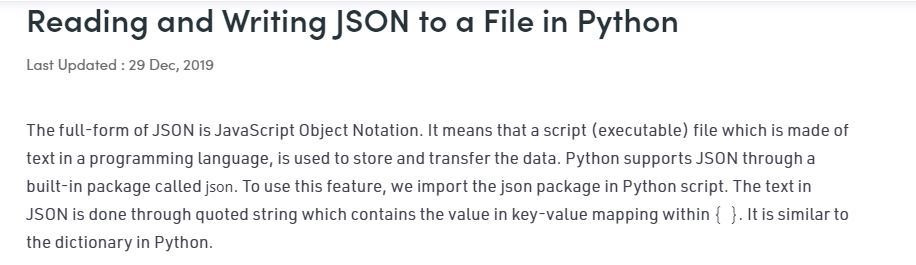 Reading and Writing JSON to a File in Python
Last Updated : 29 Dec, 2019
The full-form of JSON is JavaScript Object Notation. It means that a script (executable) file which is made of
text in a programming language, is used to store and transfer the data. Python supports JSON through a
built-in package called json. To use this feature, we import the json package in Python script. The text in
JSON is done through quoted string which contains the value in key-value mapping within { }. It is similar to
the dictionary in Python.